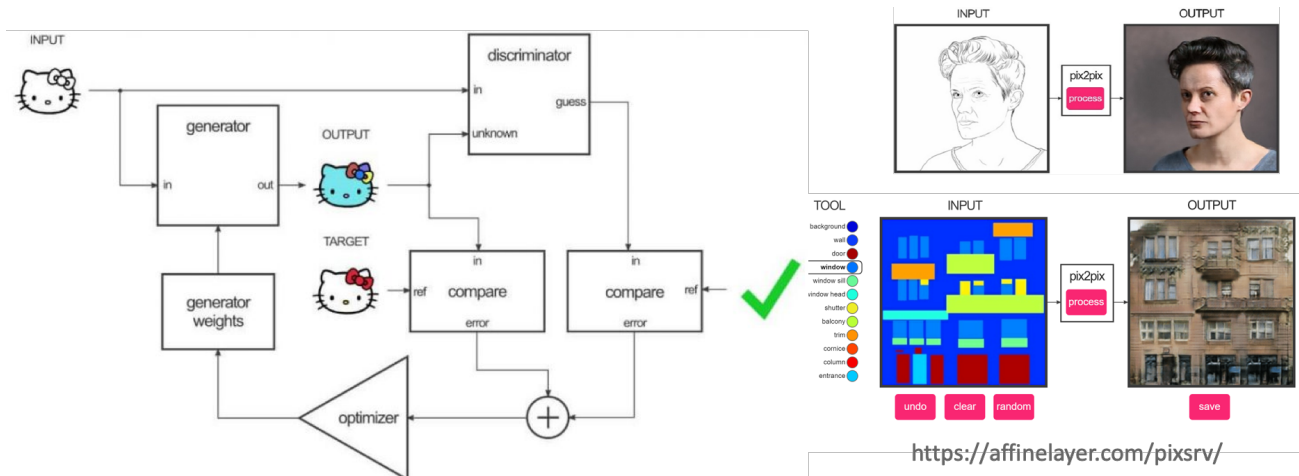 INPUT
discriminator
in
guess
unknown
generator
in
out
OUTPUT
TARGET
in
ref
compare
error
in
ref
compare
error
generator
weights
optimizer
+
INPUT
OUTPUT
pix2pix
process
TOOL
INPUT
OUTPUT
background
wall
door
window
window sill
indow head
shutter
balcony
trim
cornice
column
entrance
pix2pix
process
undo
clear
random
save
https://affinelayer.com/pixsrv/